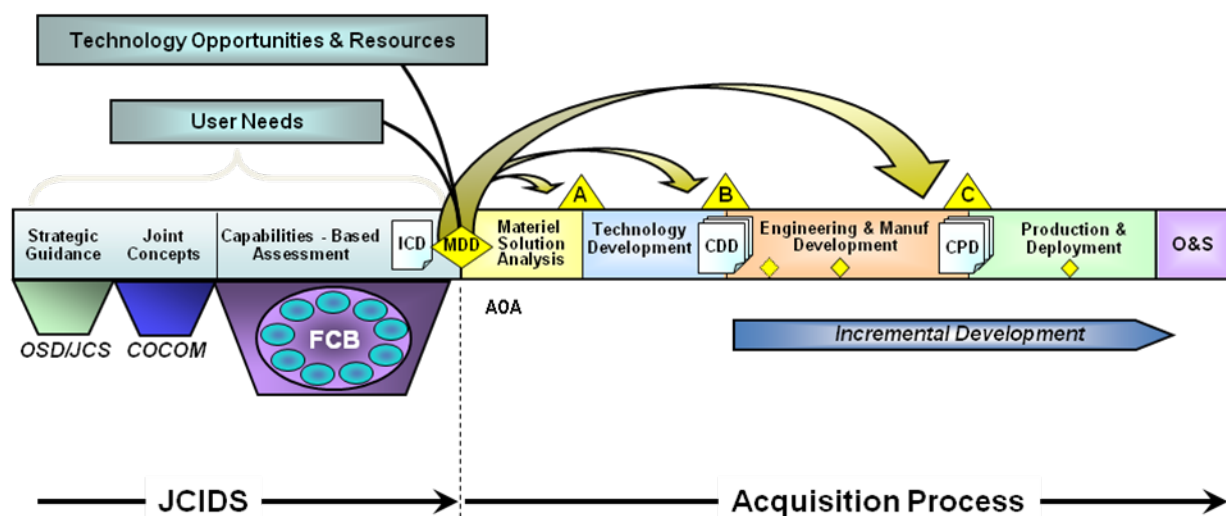 Technology Opportunities & Resources
User Needs
A
B
C
Strategic
Guidance
Joint
Concepts
Capabilities - Based
Assessment
ICD
MDD
Materiel
Solution
Analysis
Technology
Development
CDD
Engineering & Manuf
Development
CPD
Production &
Deployment
O&S
OSD/JCS
COCOM
FCB
AOA
Incremental Development
JCIDS
Acquisition Process